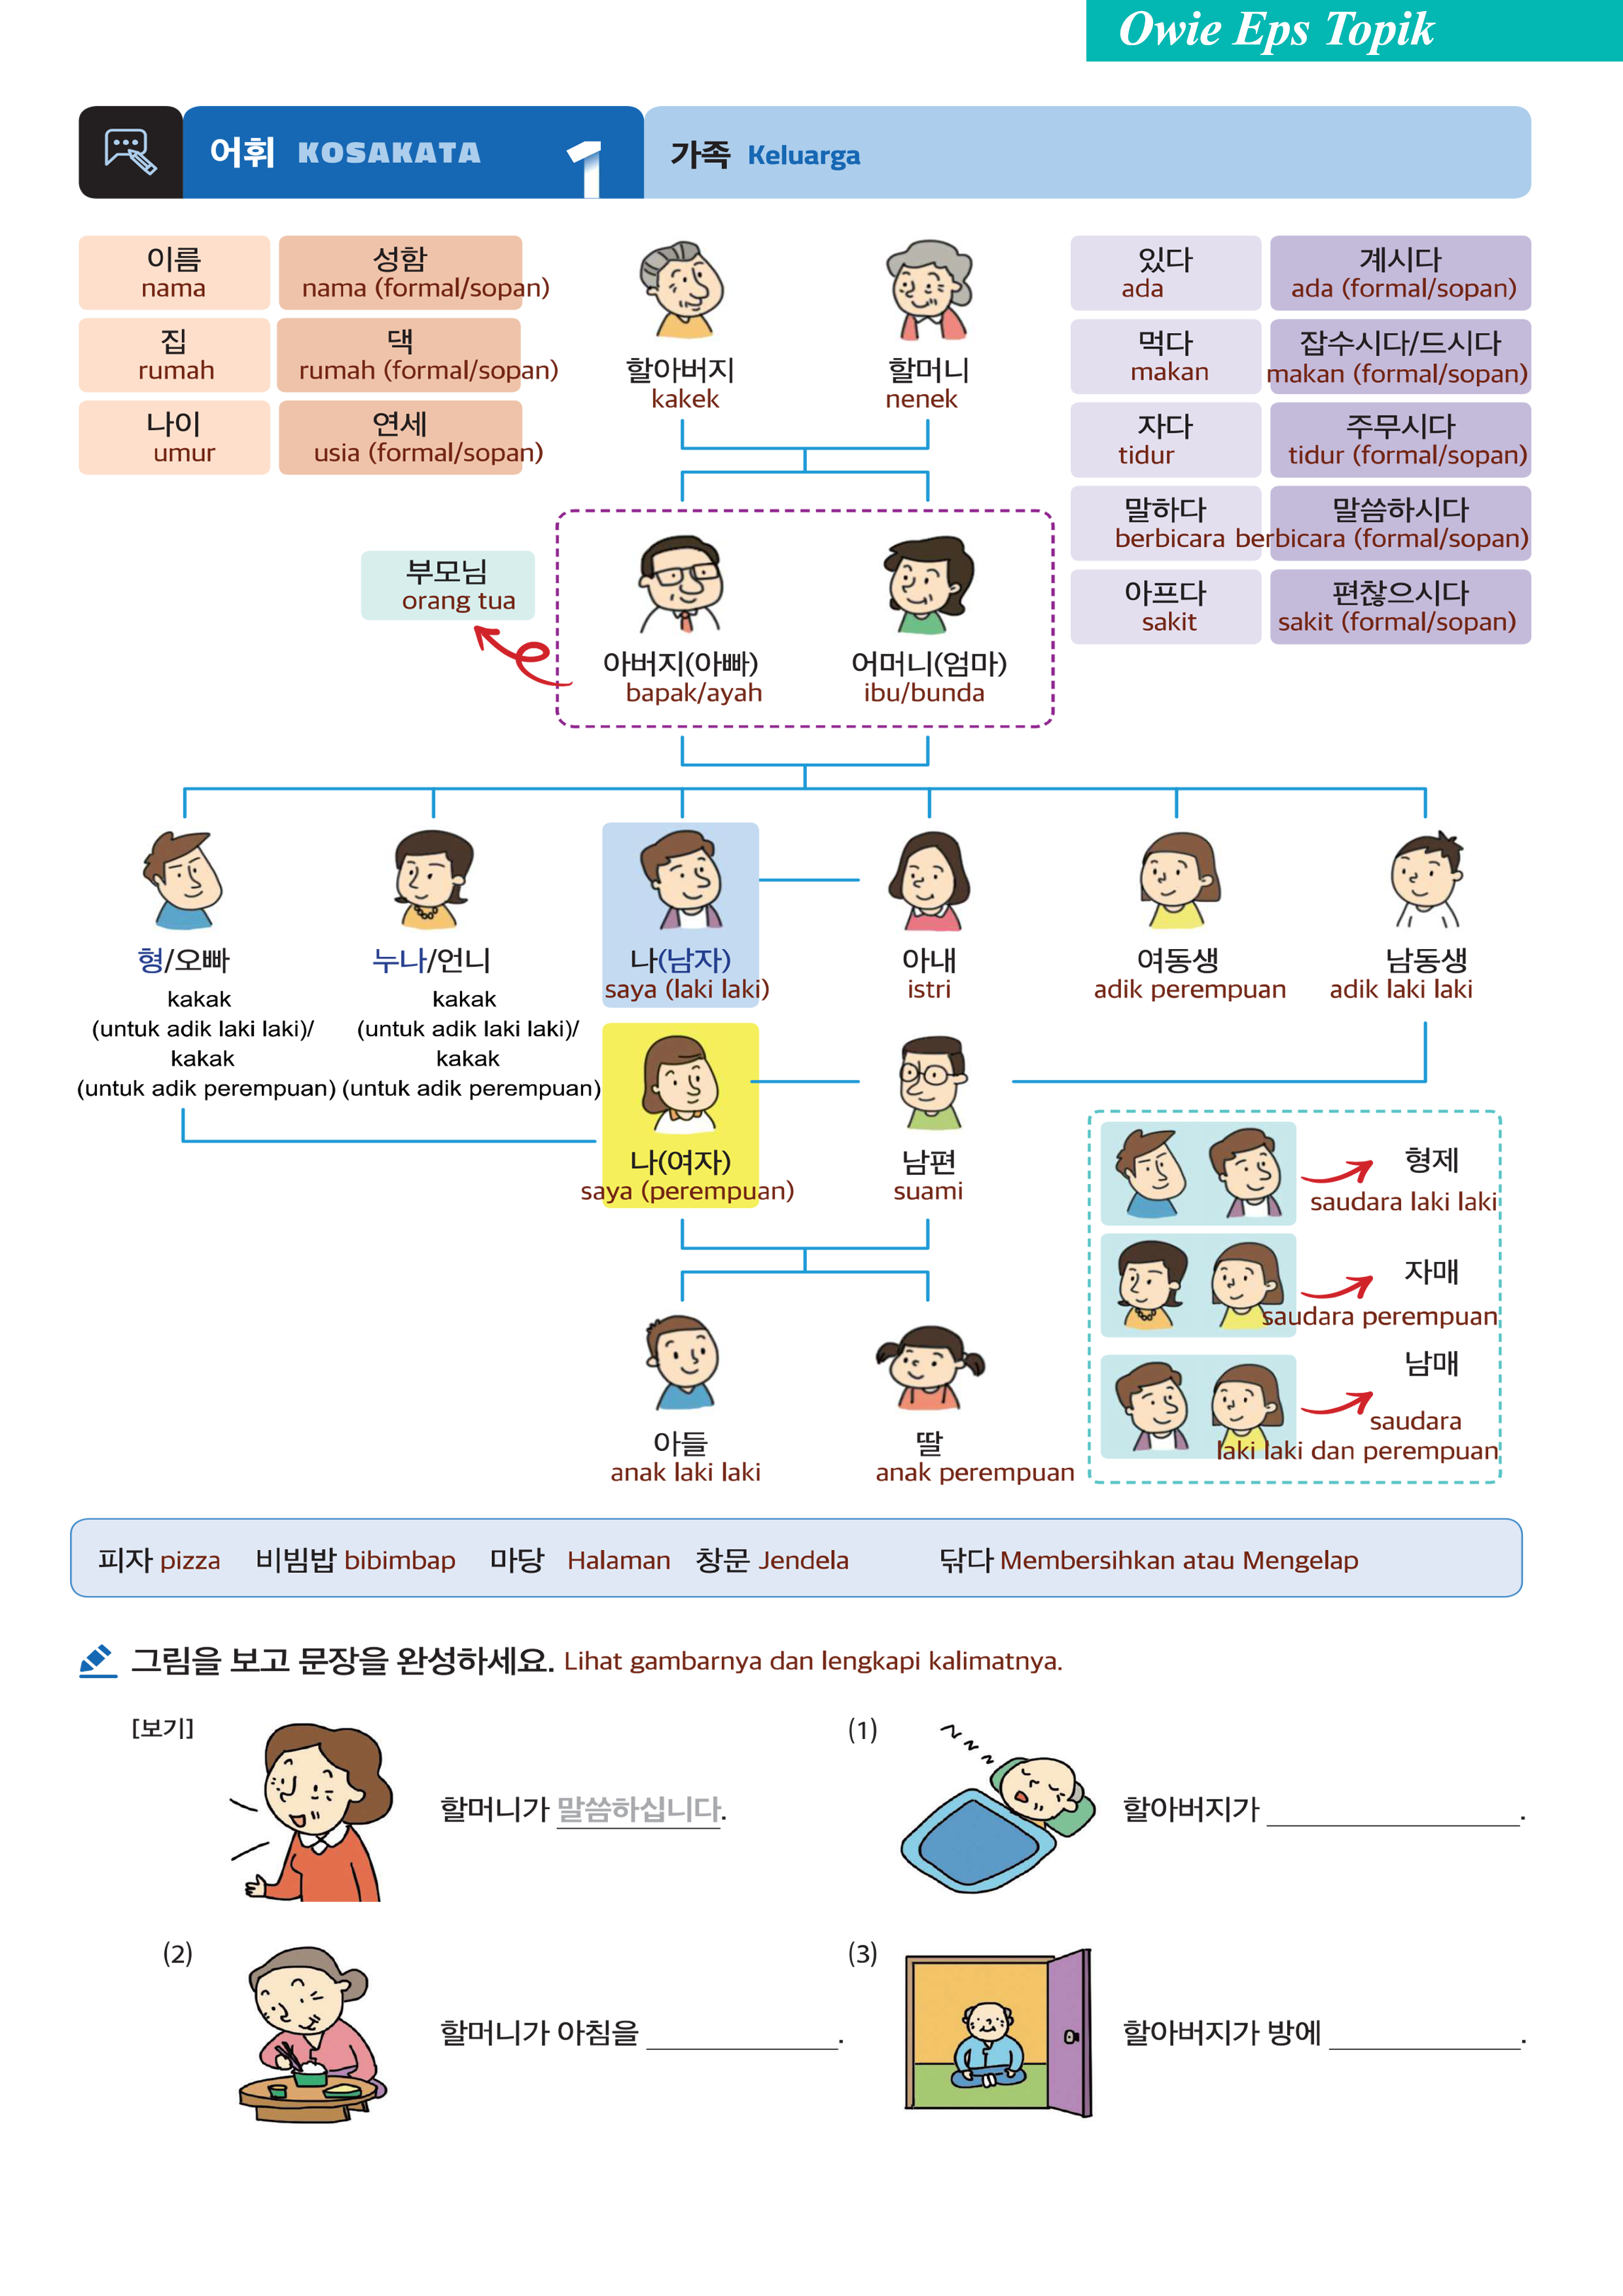 Owie Eps Topik
어휘 KOSAKATA 1 가족 Keluarga
이름
nama
성함
nama (formal/sopan)
집
rumah
댁
rumah (formal/sopan)
나이
umur
연세
usia (formal/sopan)
할아버지
kakek
할머니
nenek
있다
ada
계시다
ada (formal/sopan)
먹다
makan
잡수시다/드시다
makan (formal/sopan)
자다
tidur
주무시다
tidur (formal/sopan)
말하다
berbicara
말씀하시다
berbicara (formal/sopan)
아프다
sakit
편찮으시다
sakit (formal/sopan)
부모님
orang tua
아버지(아빠)
bapak/ayah
어머니(엄마)
ibu/bunda
형/오빠
kakak
(untuk adik laki laki)/
kakak
(untuk adik perempuan)
누나/언니
kakak
(untuk adik laki laki)/
kakak
(untuk adik perempuan)
나(남자)
saya (laki laki)
아내
istri
여동생
adik perempuan
남동생
adik laki laki
나(여자)
saya (perempuan)
남편
suami
형제
saudara laki laki
자매
saudara perempuan
남매
saudara
laki laki dan perempuan
아들
anak laki laki
딸
anak perempuan
피자 pizza 비빔밥 bibimbap 마당 Halaman 창문 Jendela 닦다 Membersihkan atau Mengelap
그림을 보고 문장을 완성하세요. Lihat gambarnya dan lengkapi kalimatnya.
[보기]
할머니가 말씀하십니다.
(1)
할아버지가 ____________.
(2)
할머니가 아침을 ____________.
(3)
할아버지가 방에 ____________.